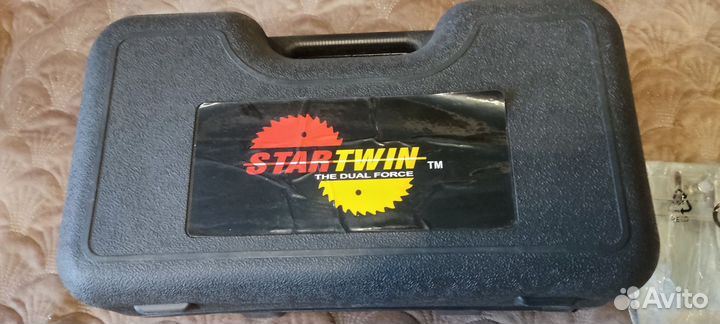 STARTWIN TM
THE DUAL FORCE
Avito